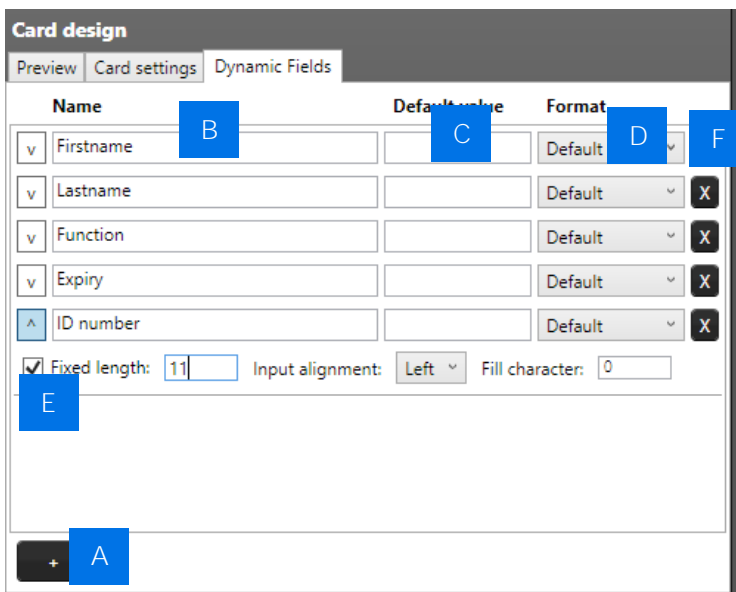 Card design
Preview Card settings Dynamic Fields
Name Default value Format
v Firstname B C Default D F
v Lastname Default X
v Function Default X
v Expiry Default X
^ ID number Default X
Fixed length: 11 Input alignment: Left Fill character: 0
E
+ A